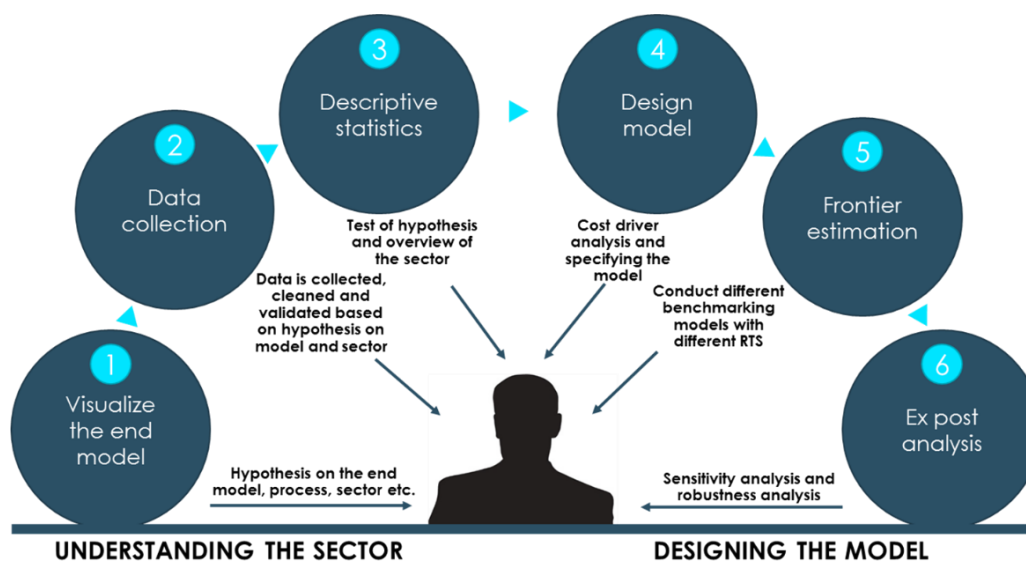 1
Visualize
the end
model
2
Data
collection
3
Descriptive
statistics
4
Design
model
5
Frontier
estimation
6
Ex post
analysis
Hypothesis on the end
model, process, sector etc.
Data is collected,
cleaned and
validated based
on hypothesis on
model and sector
Test of hypothesis
and overview of
the sector
Cost driver
analysis and
specifying the
model
Conduct different
benchmarking
models with
different RTS
Sensitivity analysis and
robustness analysis
UNDERSTANDING THE SECTOR
DESIGNING THE MODEL